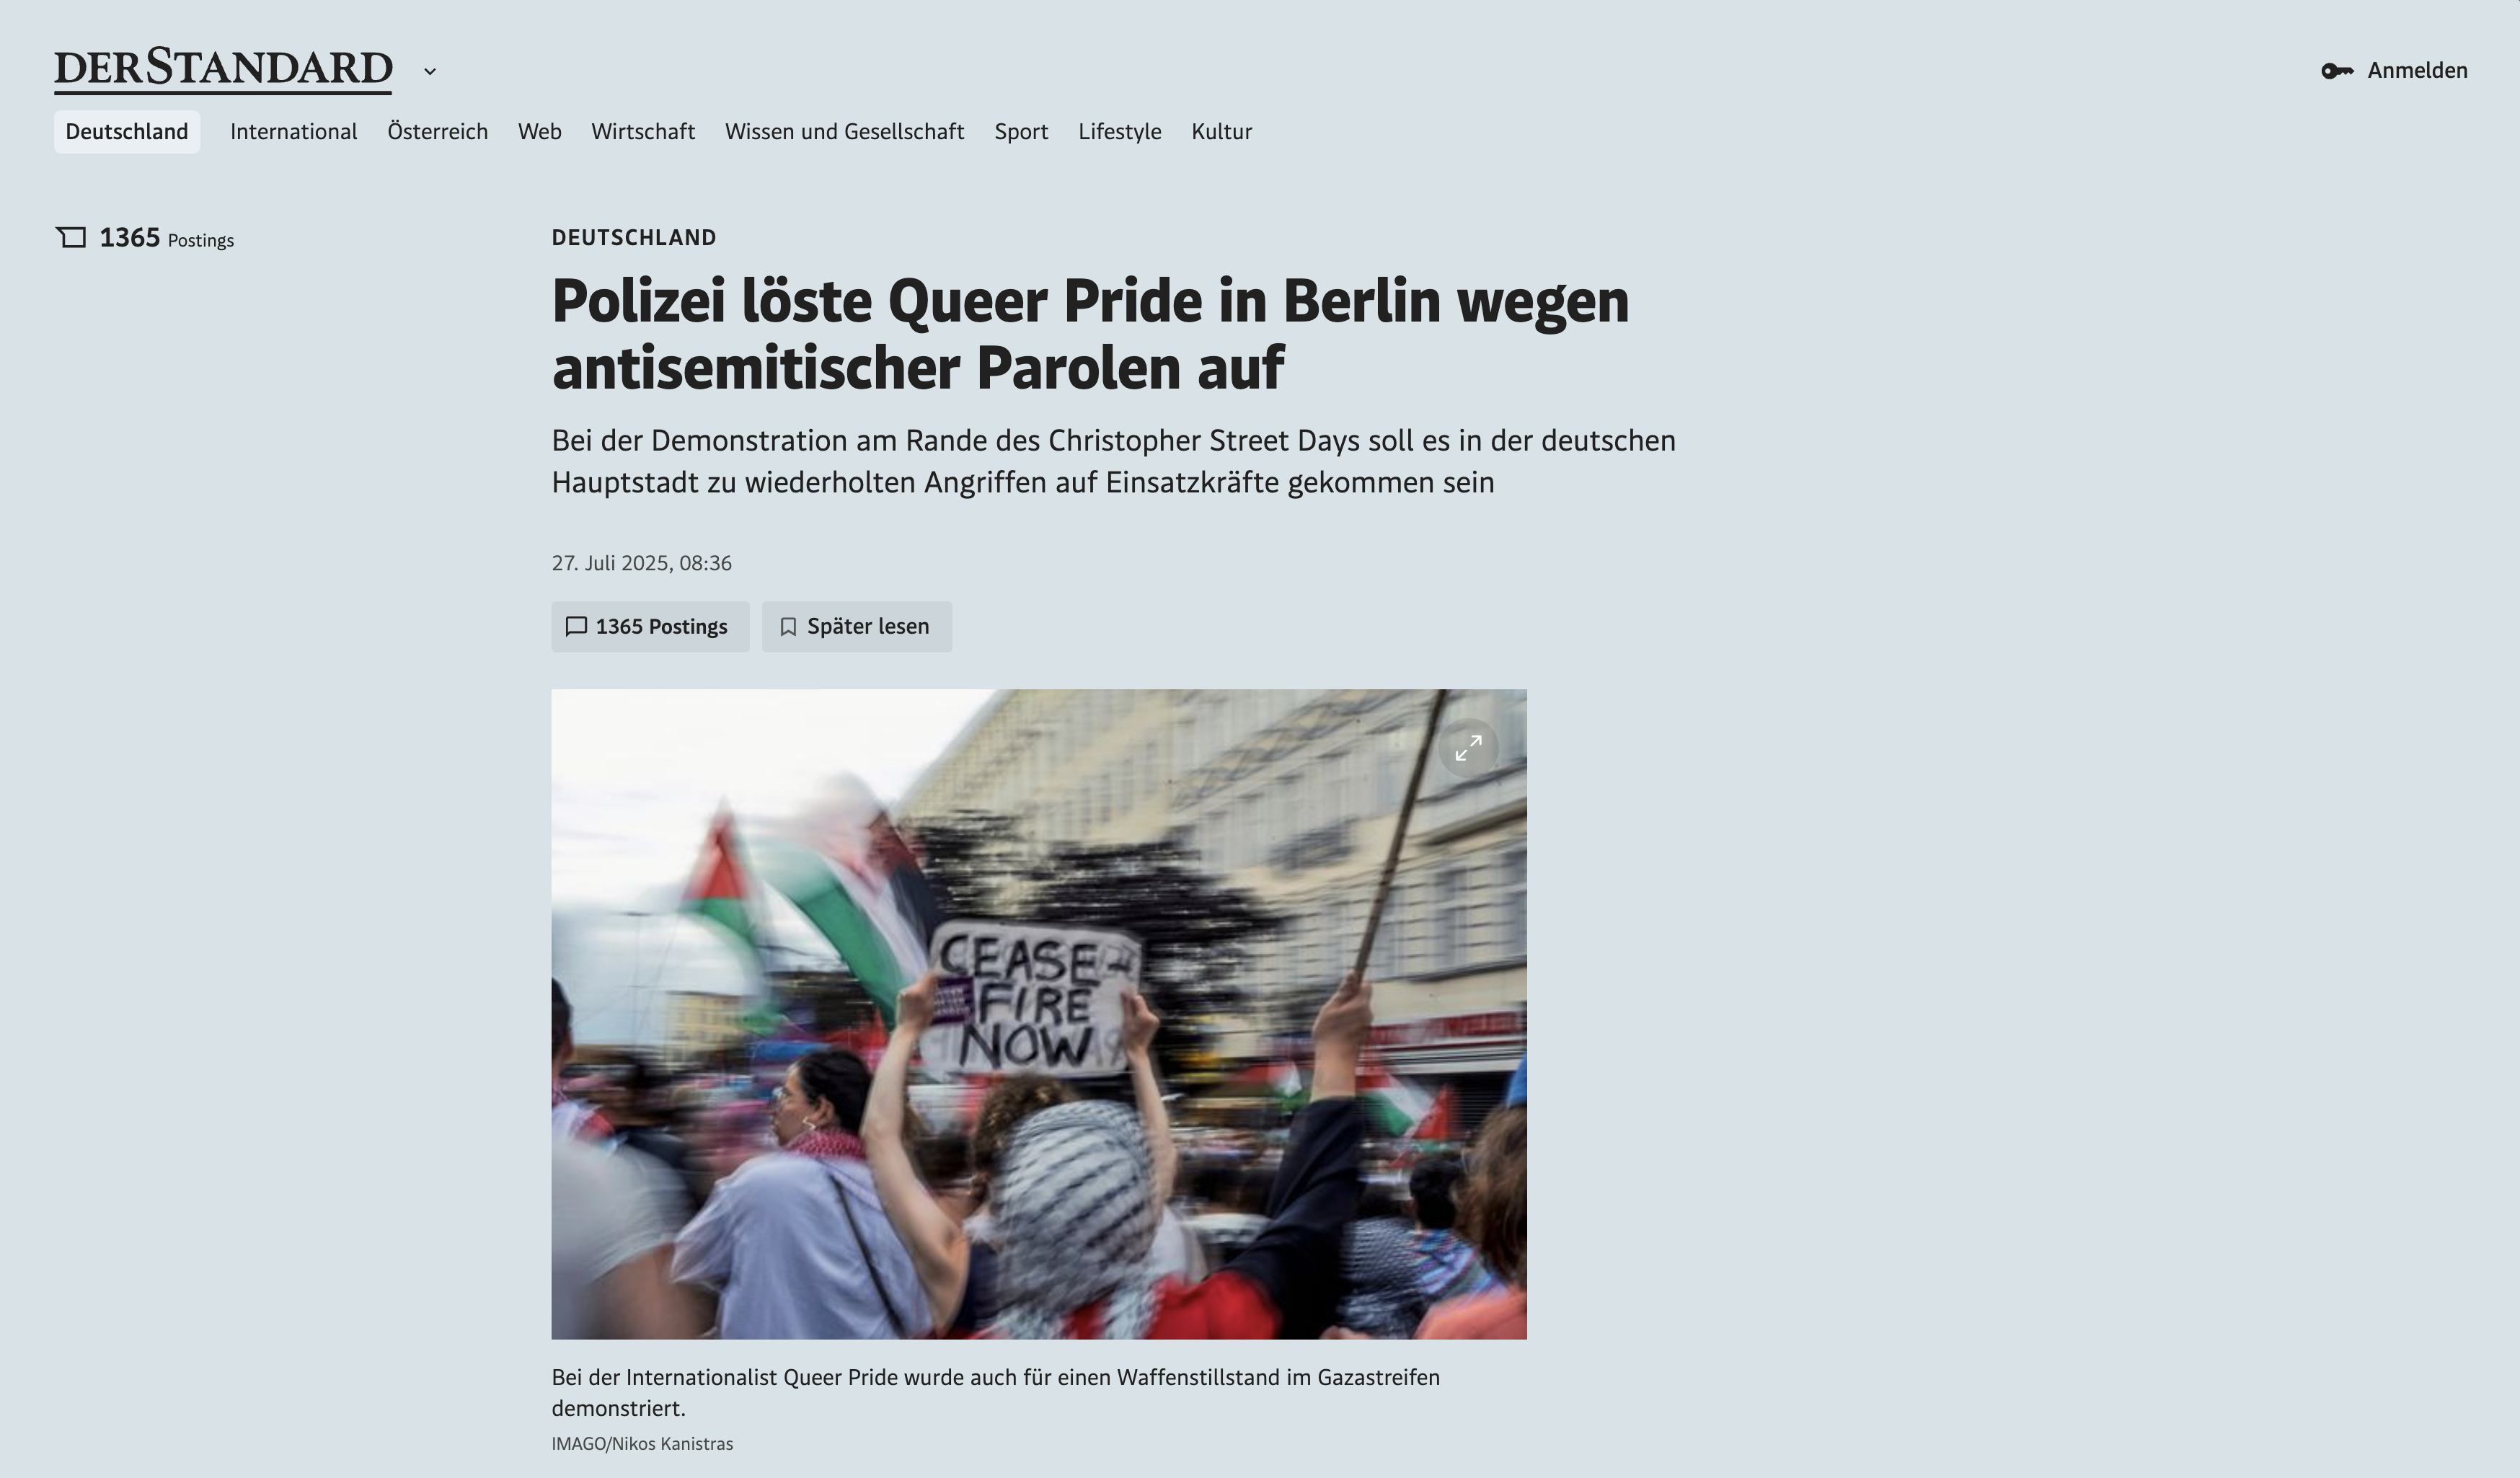 DERSTANDARD
Anmelden
Deutschland International Österreich Web Wirtschaft Wissen und Gesellschaft Sport Lifestyle Kultur
1365 Postings
DEUTSCHLAND
Polizei löste Queer Pride in Berlin wegen
antisemitischer Parolen auf
Bei der Demonstration am Rande des Christopher Street Days soll es in der deutschen
Hauptstadt zu wiederholten Angriffen auf Einsatzkräfte gekommen sein
27. Juli 2025, 08:36
1365 Postings Später lesen
CEASE
FIRE
NOW
Bei der Internationalist Queer Pride wurde auch für einen Waffenstillstand im Gazastreifen
demonstriert.
IMAGO/Nikos Kanistras